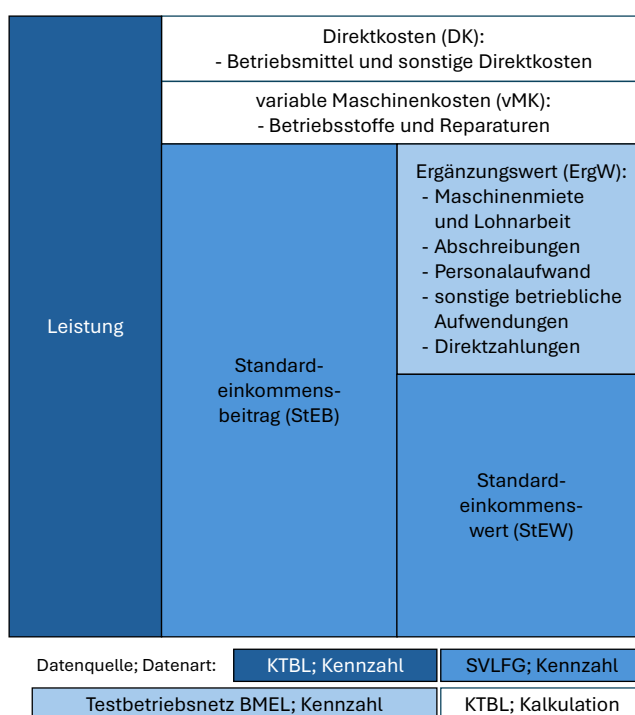 Direktkosten (DK):
- Betriebsmittel und sonstige Direktkosten
variable Maschinenkosten (vMK):
- Betriebsstoffe und Reparaturen
Leistung
Standard-
einkommens-
beitrag (StEB)
Ergänzungswert (ErgW):
- Maschinenmiete
und Lohnarbeit
- Abschreibungen
- Personalaufwand
- sonstige betriebliche
Aufwendungen
- Direktzahlungen
Standard-
einkommens-
wert (StEW)
Datenquelle; Datenart:
KTBL; Kennzahl
SVLFG; Kennzahl
Testbetriebsnetz BMEL; Kennzahl
KTBL; Kalkulation